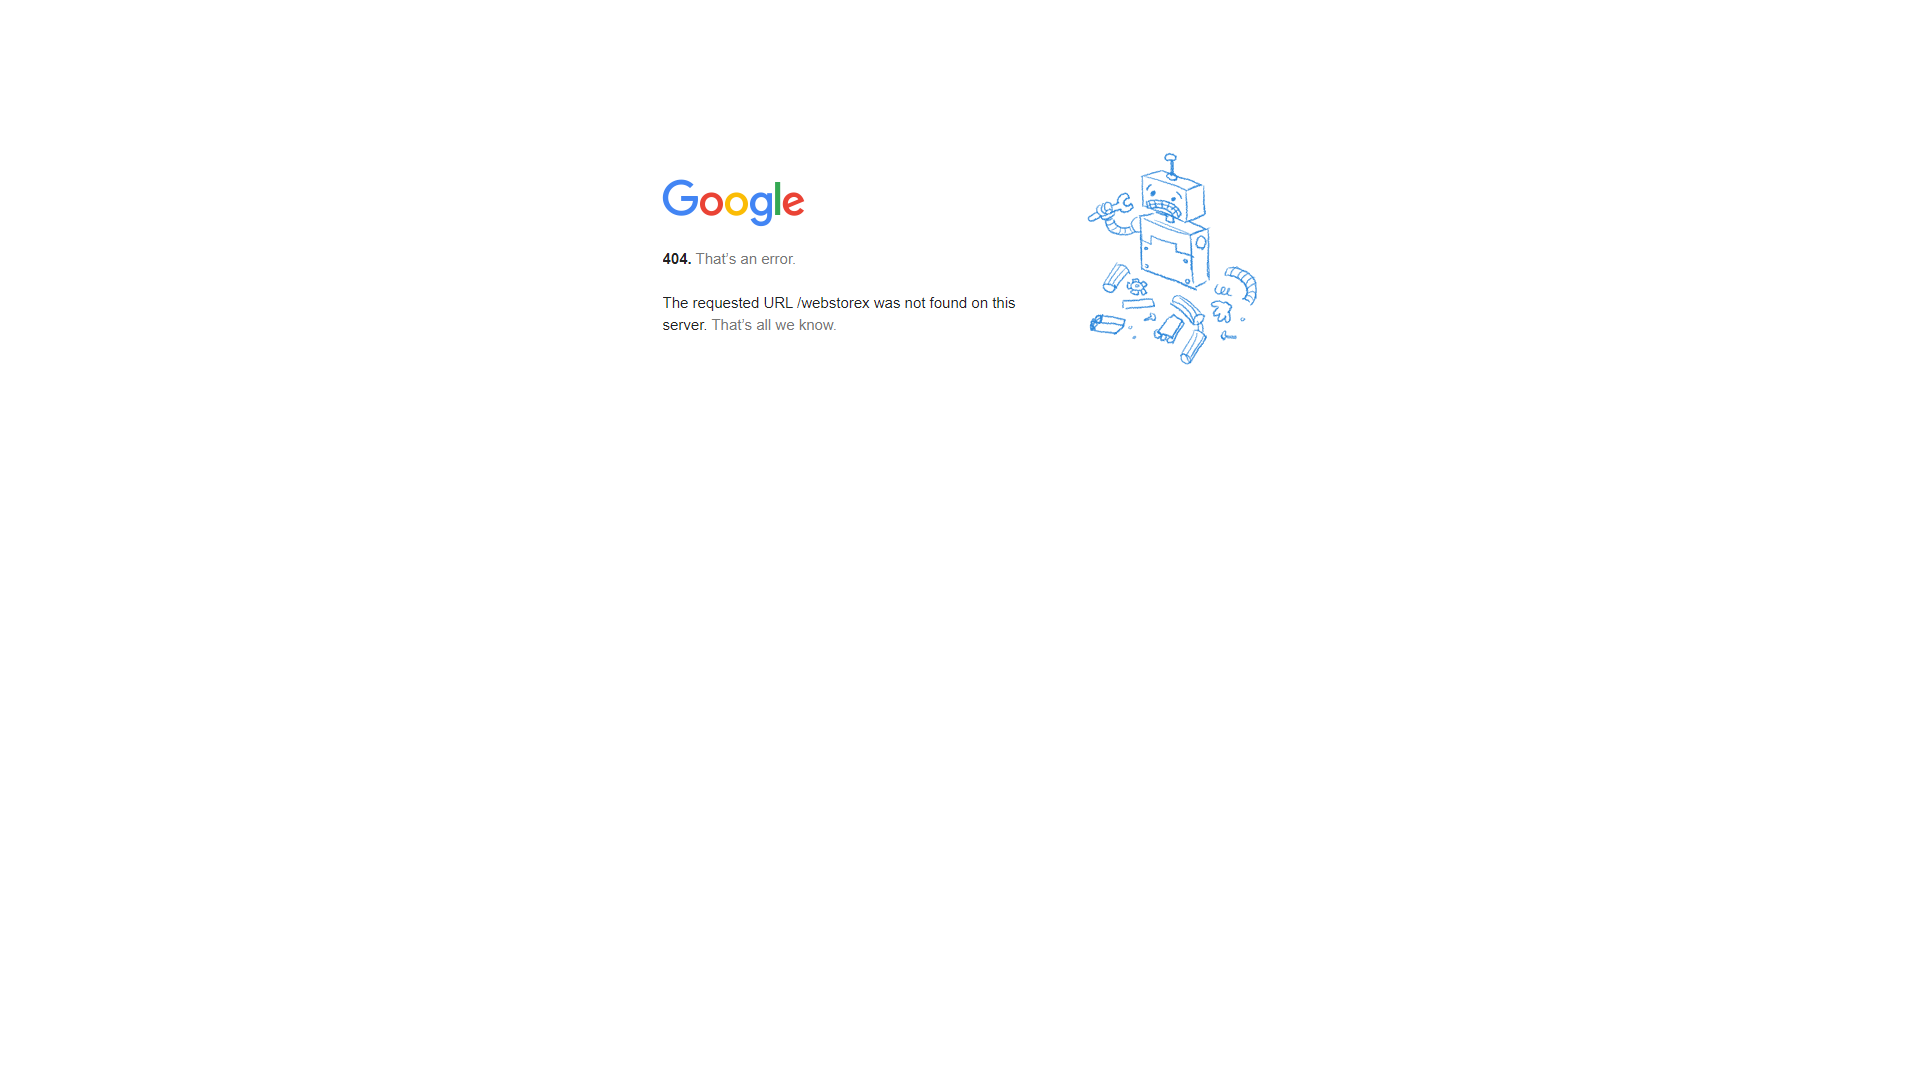 Google
404. That’s an error.
The requested URL /webstorex was not found on this
server. That’s all we know.